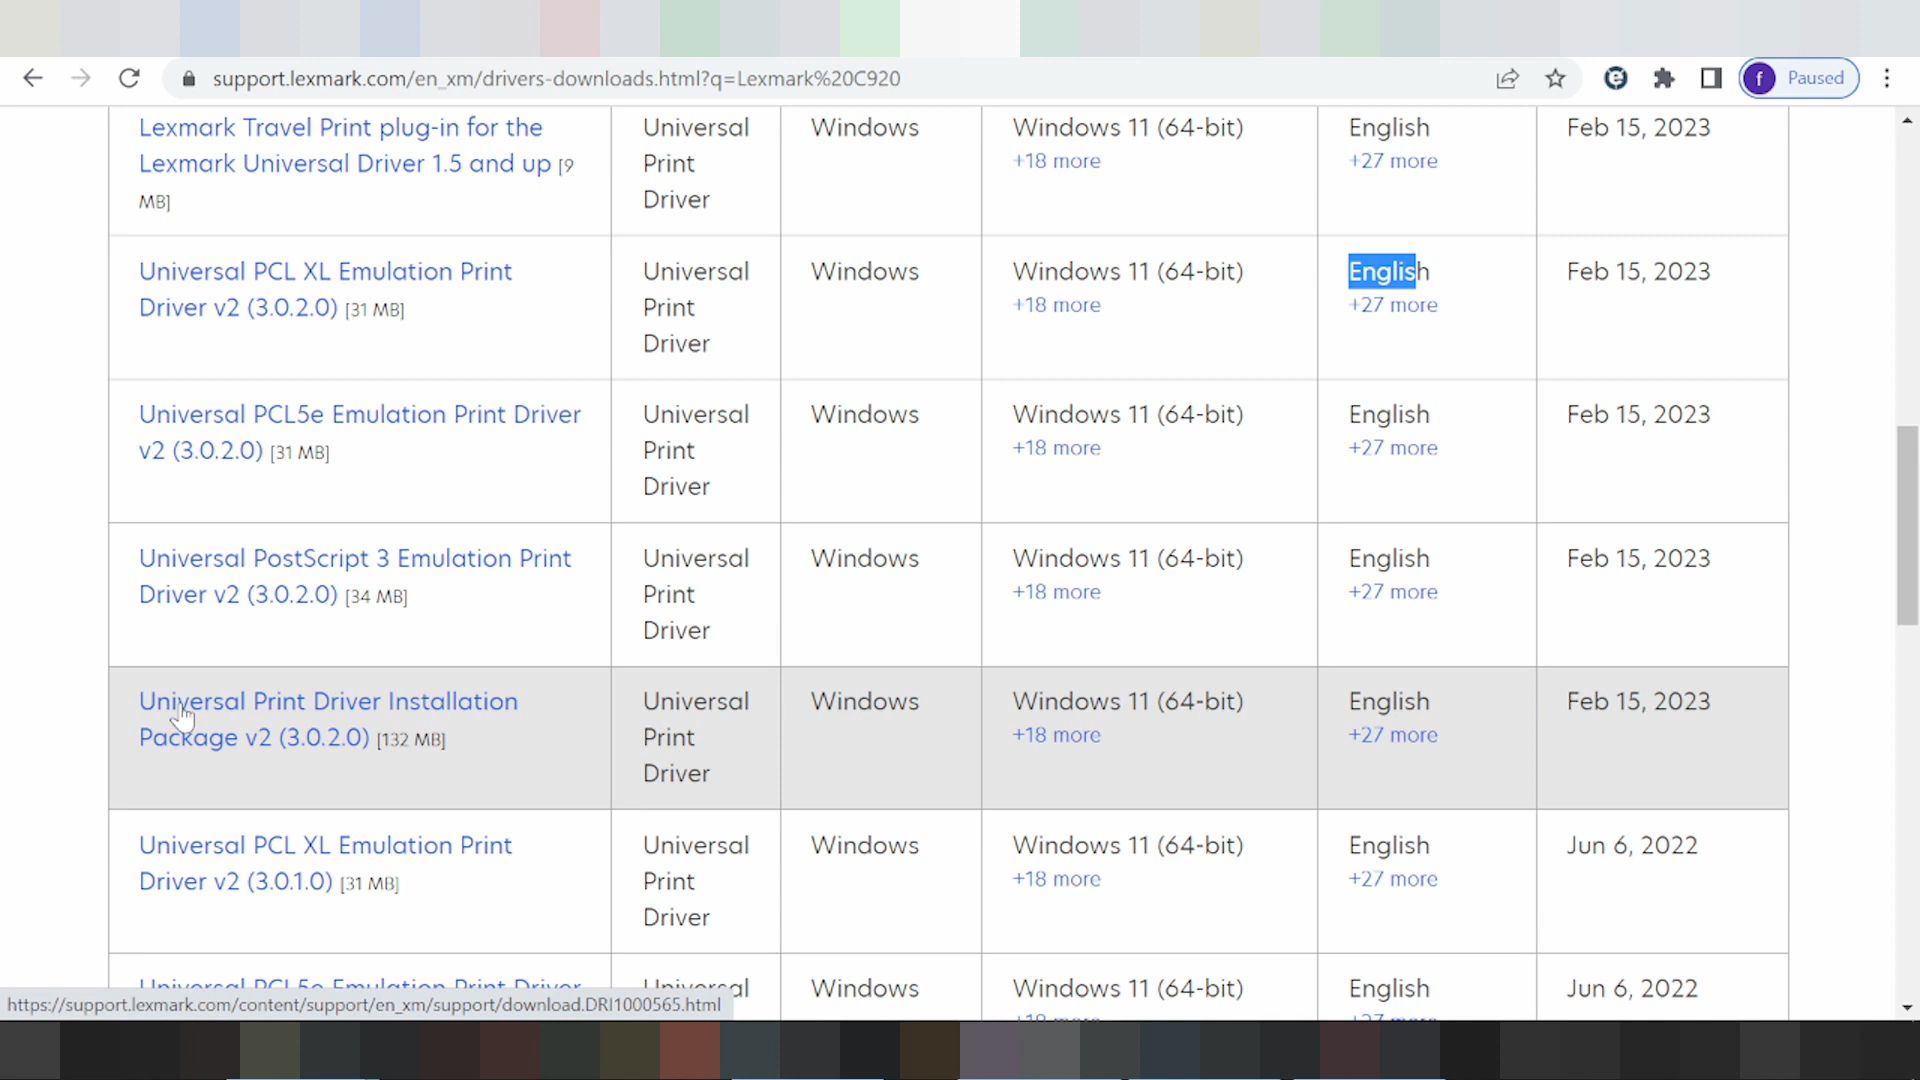 support.lexmark.com/en_xm/drivers-downloads.html?q=Lexmark%20C920
f Paused
Lexmark Travel Print plug-in for the
Lexmark Universal Driver 1.5 and up [9
MB]
Universal
Print
Driver
Windows
Windows 11 (64-bit)
+18 more
English
+27 more
Feb 15, 2023
Universal PCL XL Emulation Print
Driver v2 (3.0.2.0) [31 MB]
Universal
Print
Driver
Windows
Windows 11 (64-bit)
+18 more
English
+27 more
Feb 15, 2023
Universal PCL5e Emulation Print Driver
v2 (3.0.2.0) [31 MB]
Universal
Print
Driver
Windows
Windows 11 (64-bit)
+18 more
English
+27 more
Feb 15, 2023
Universal PostScript 3 Emulation Print
Driver v2 (3.0.2.0) [34 MB]
Universal
Print
Driver
Windows
Windows 11 (64-bit)
+18 more
English
+27 more
Feb 15, 2023
Universal Print Driver Installation
Package v2 (3.0.2.0) [132 MB]
Universal
Print
Driver
Windows
Windows 11 (64-bit)
+18 more
English
+27 more
Feb 15, 2023
Universal PCL XL Emulation Print
Driver v2 (3.0.1.0) [31 MB]
Universal
Print
Driver
Windows
Windows 11 (64-bit)
+18 more
English
+27 more
Jun 6, 2022
Universal PCL5e Emulation Print Driver
Universal
Windows
Windows 11 (64-bit)
+18 more
English
+27 more
Jun 6, 2022
https://support.lexmark.com/content/support/en_xm/support/download.DRI1000565.html